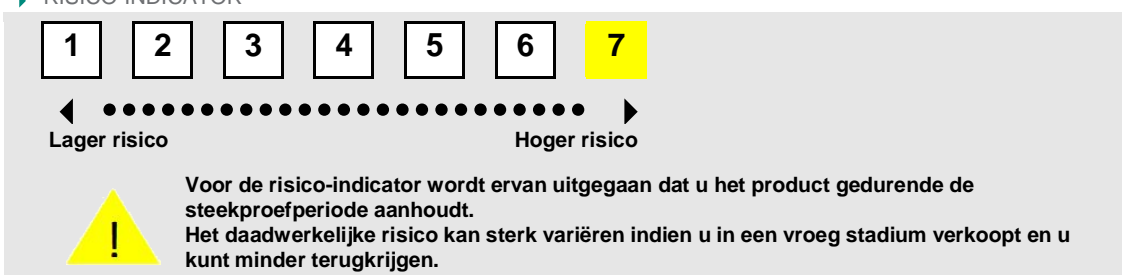 RISICO-INDICATOR
1 2 3 4 5 6 7
Lager risico Hoger risico
Voor de risico-indicator wordt ervan uitgegaan dat u het product gedurende de
steekproefperiode aanhoudt.
!
Het daadwerkelijke risico kan sterk variëren indien u in een vroeg stadium verkoopt en u
kunt minder terugkrijgen.